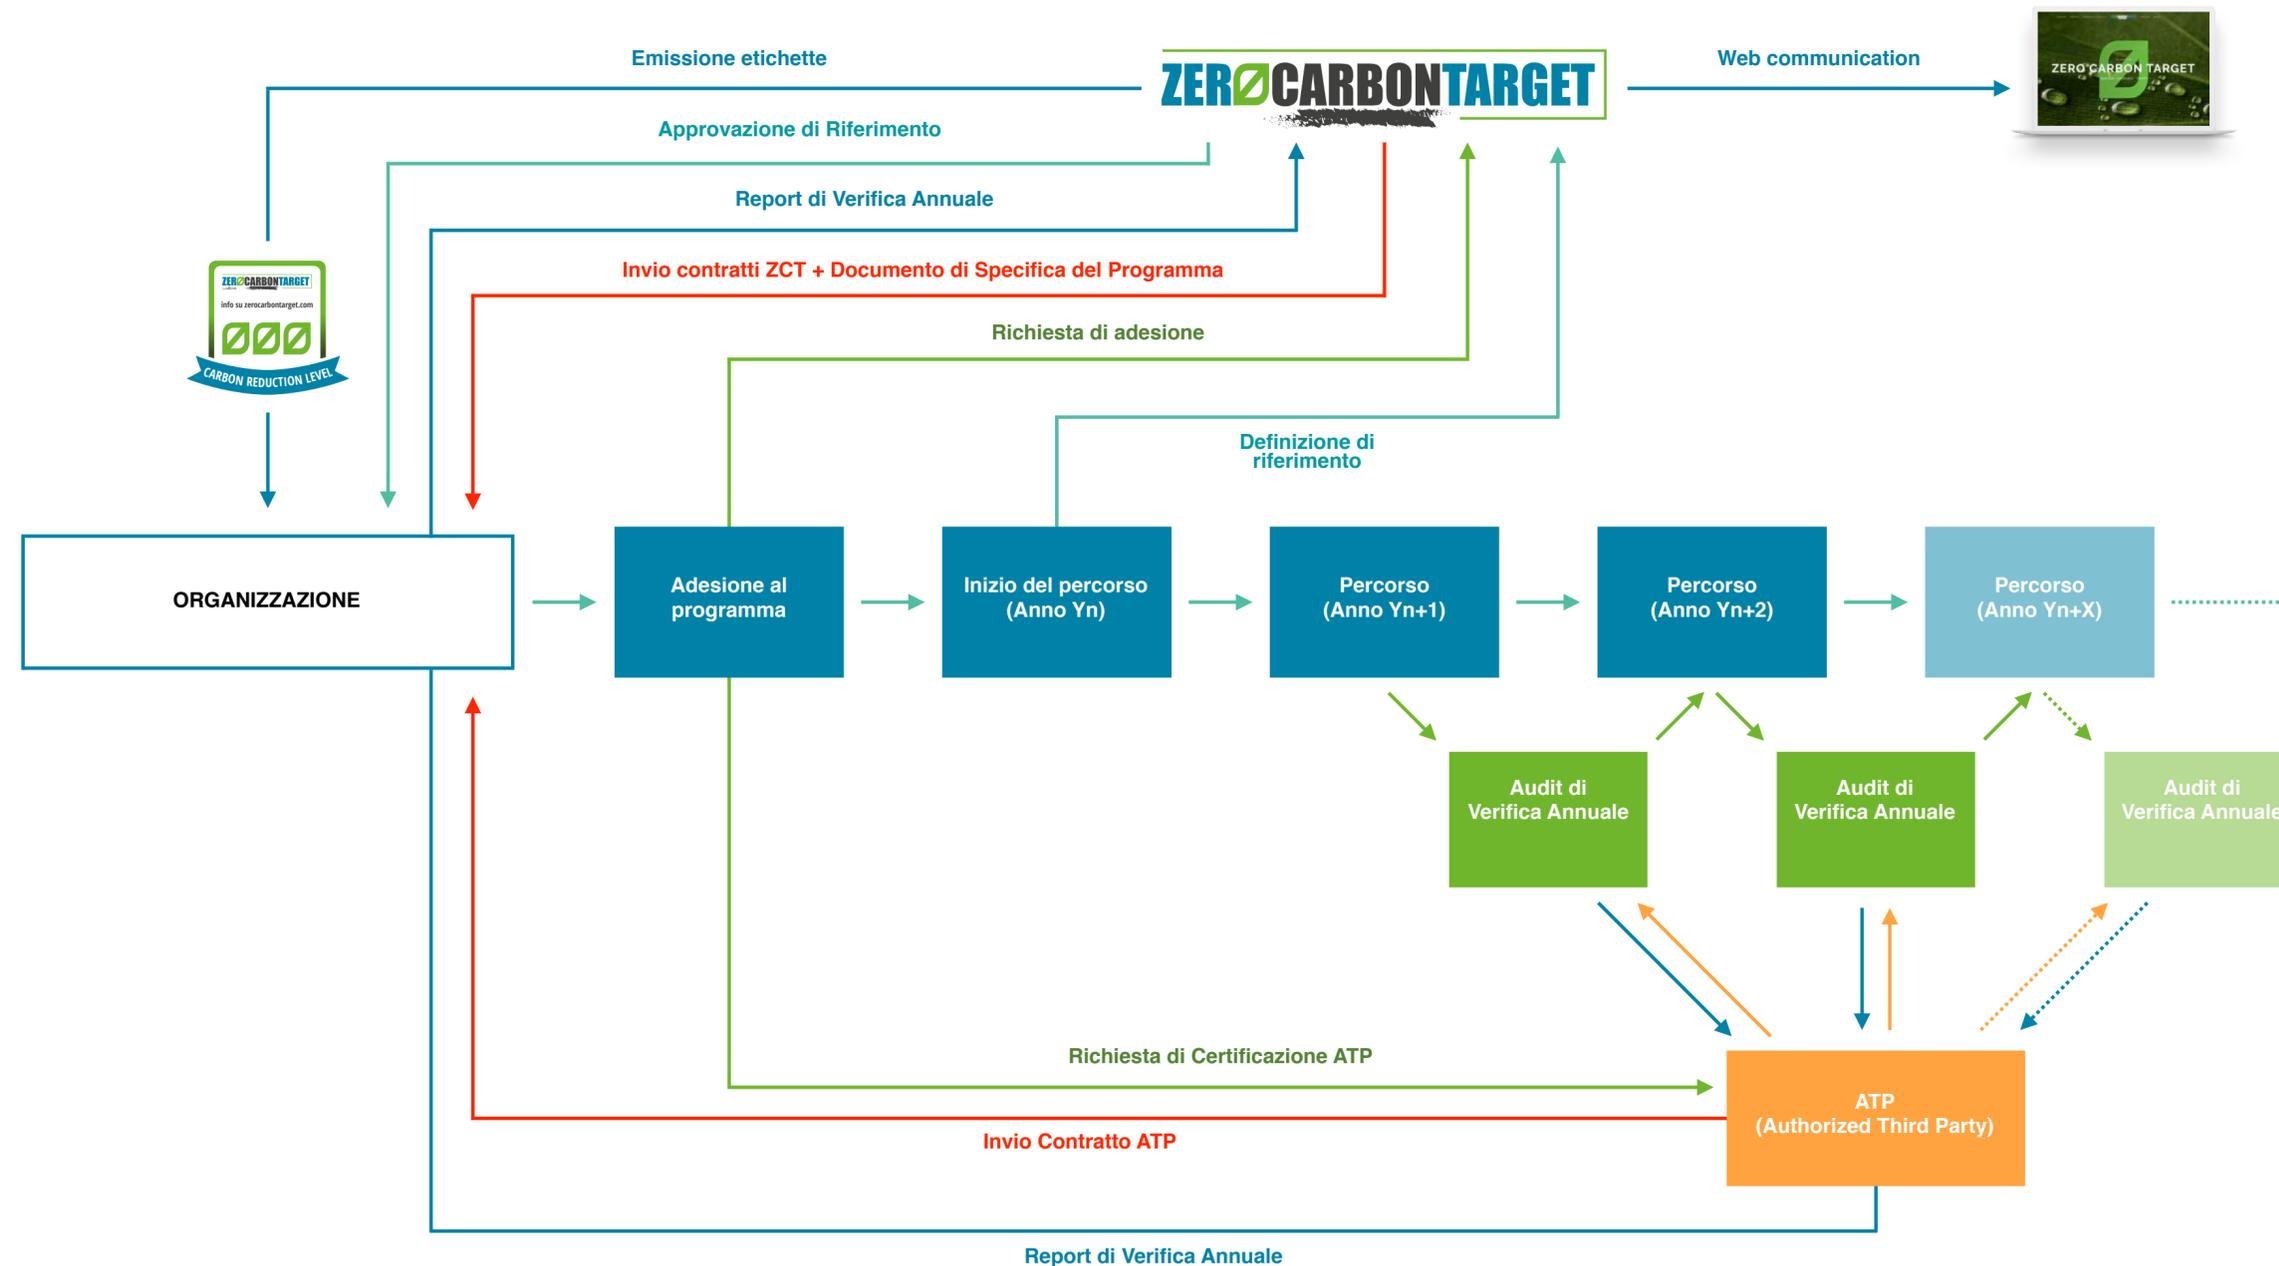 Emissione etichette
ZERØCARBONTARGET
Web communication
ZERO CARBON TARGET
Approvazione di Riferimento
Report di Verifica Annuale
Invio contratti ZCT + Documento di Specifica del Programma
ZERØCARBONTARGET
info su zerocarbontarget.com
CARBON REDUCTION LEVEL
Richiesta di adesione
Definizione di
riferimento
ORGANIZZAZIONE
Adesione al
programma
Inizio del percorso
(Anno Yn)
Percorso
(Anno Yn+1)
Percorso
(Anno Yn+2)
Percorso
(Anno Yn+X)
Audit di
Verifica Annuale
Audit di
Verifica Annuale
Audit di
Verifica Annuale
Richiesta di Certificazione ATP
ATP
(Authorized Third Party)
Invio Contratto ATP
Report di Verifica Annuale